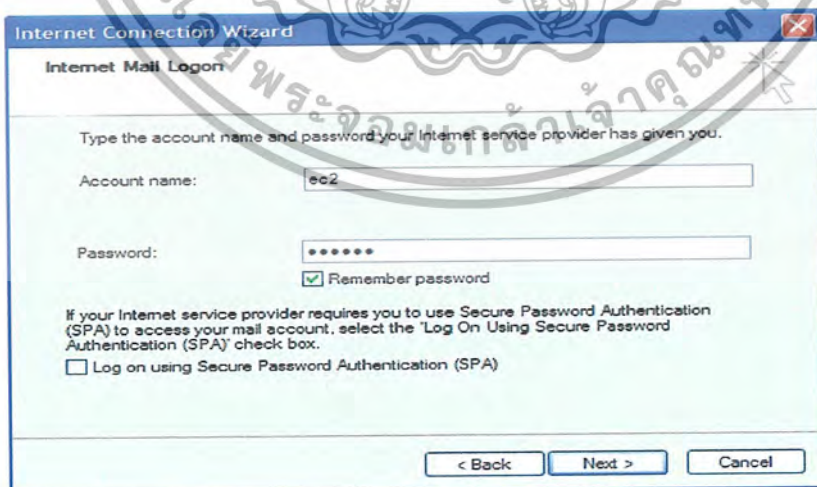 Internet Connection Wizard
Internet Mail Logon
Type the account name and password your Internet service provider has given you.
Account name:
ec2
Password:
••••••
Remember password
If your Internet service provider requires you to use Secure Password Authentication
(SPA) to access your mail account, select the 'Log On Using Secure Password
Authentication (SPA)' check box.
Log on using Secure Password Authentication (SPA)
< Back
Next >
Cancel